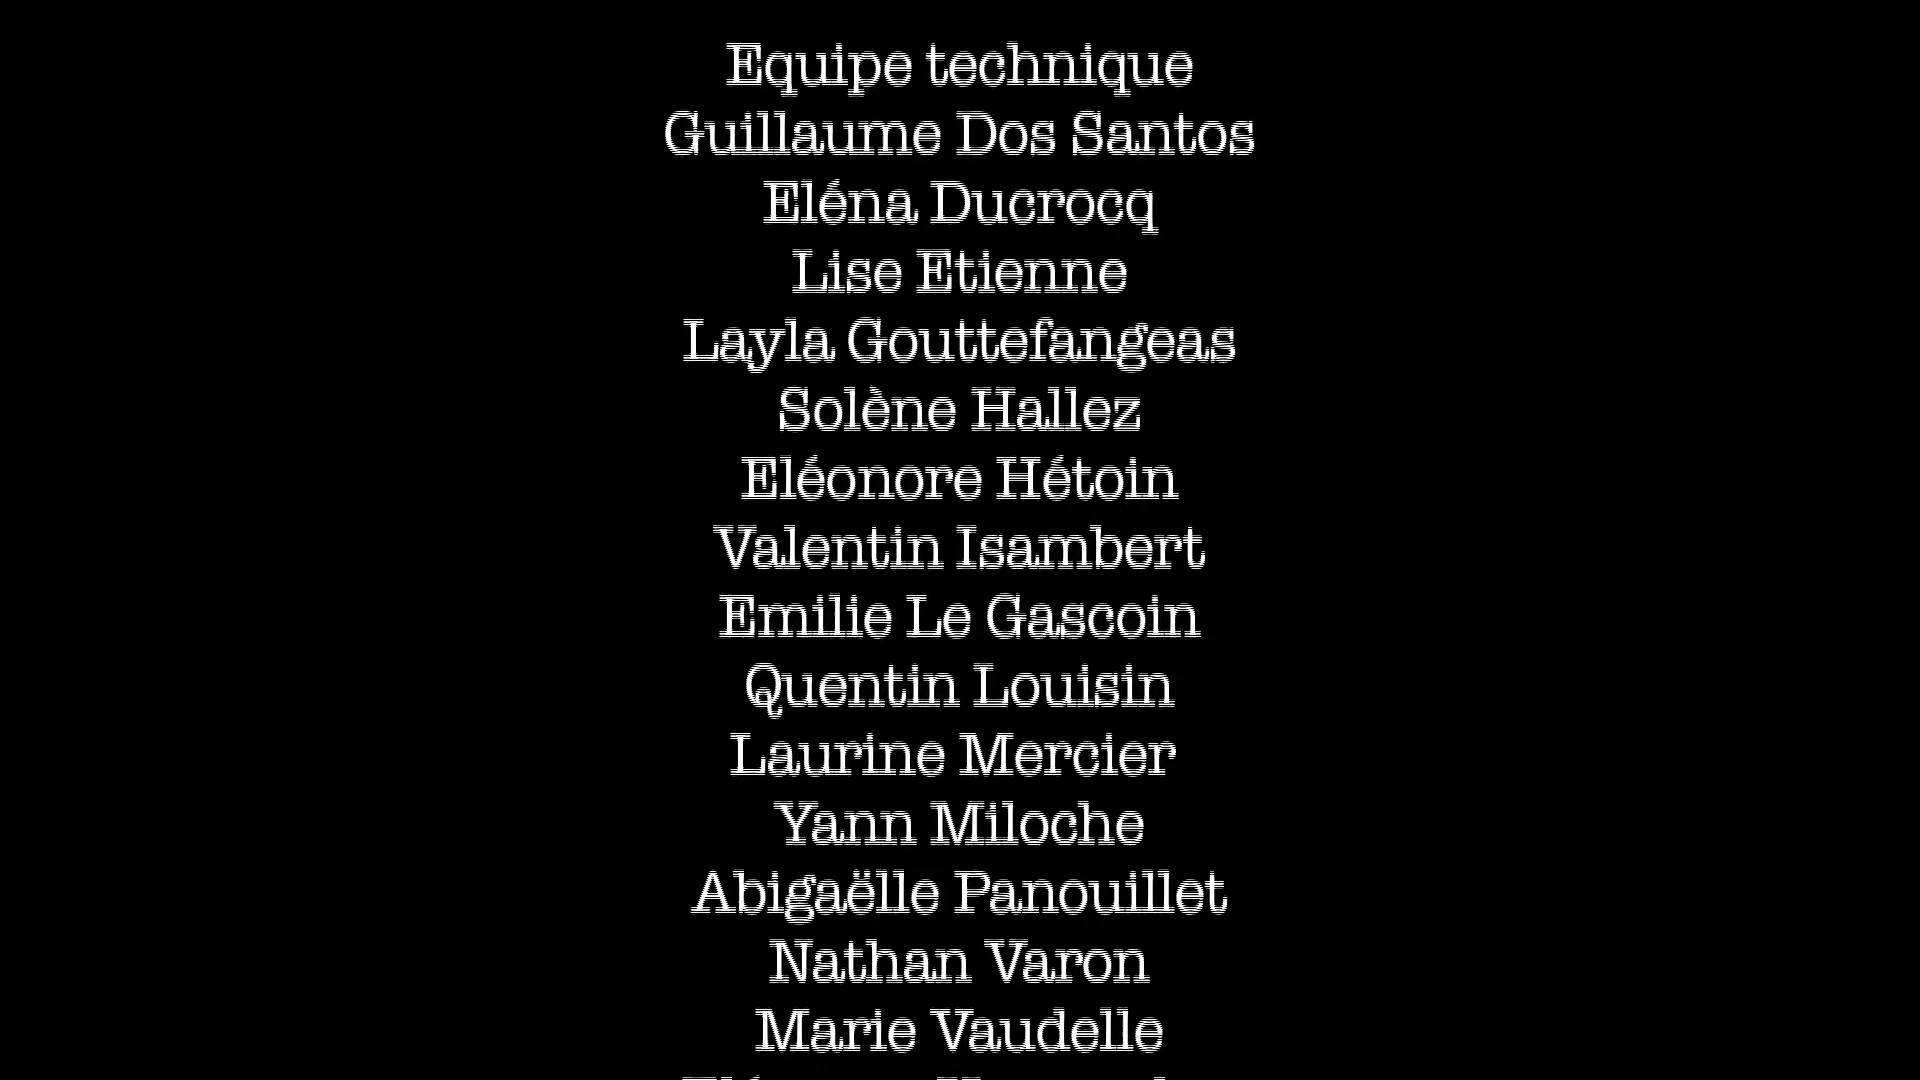 Equipe technique
Guillaume Dos Santos
Eléna Ducrocq
Lise Etienne
Layla Gouttefangeas
Solène Hallez
Eléonore Hétoin
Valentin Isambert
Emilie Le Gascoin
Quentin Louisin
Laurine Mercier
Yann Miloche
Abigaëlle Panouillet
Nathan Varon
Marie Vaudelle